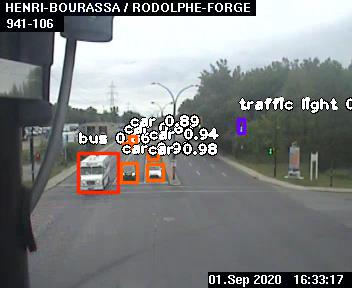 HENRI-BOURASSA / RODOLPHE-FORGE
941-106
traffic light 0
car 0.89
car 0.94
bus 0.
car 0.98
01.Sep 2020 16:33:17